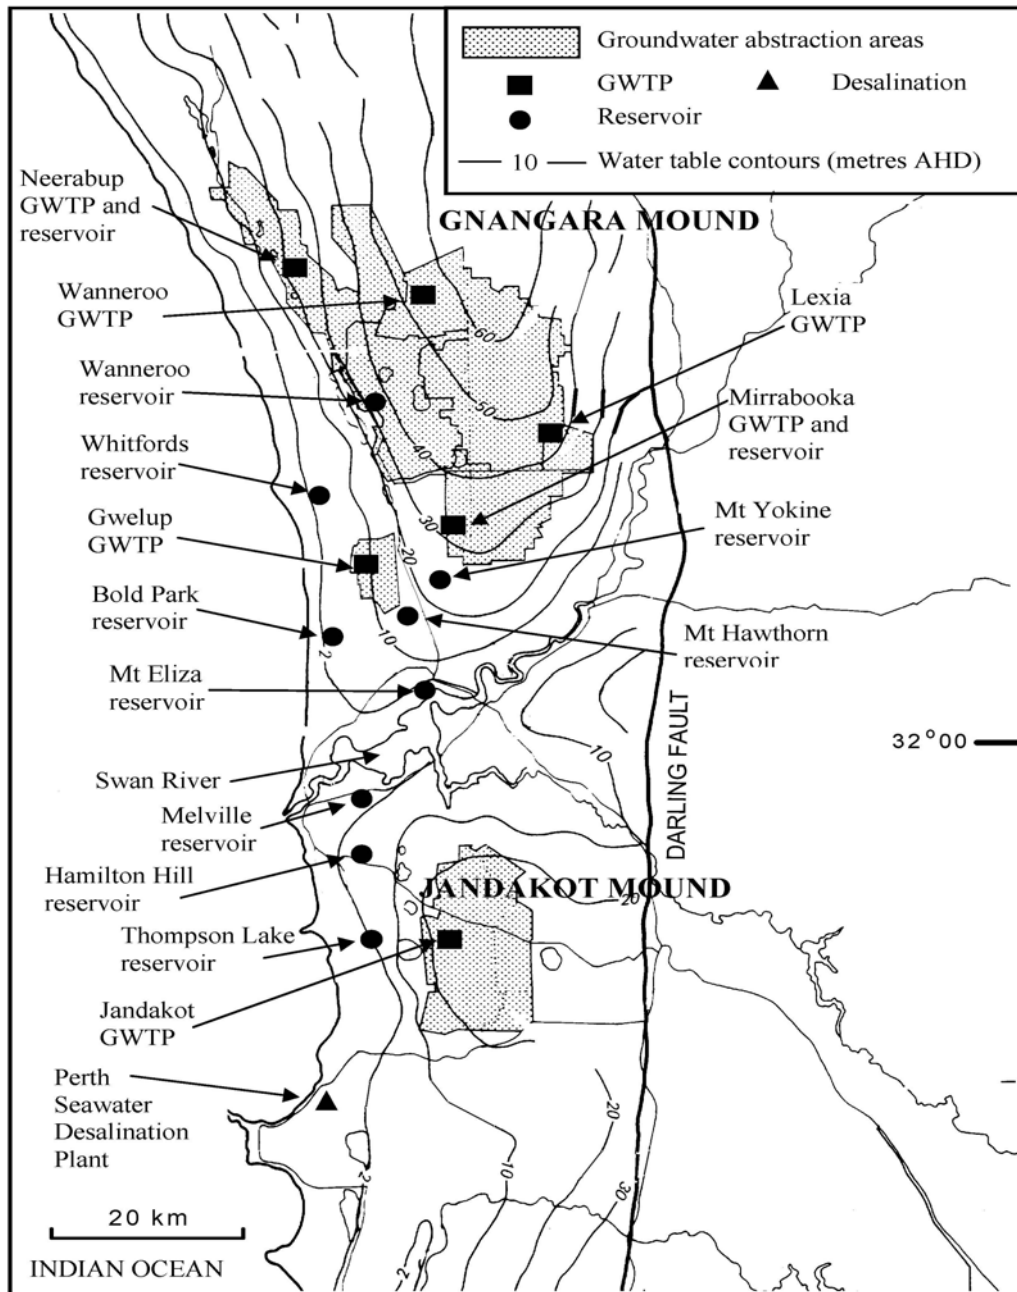 Groundwater abstraction areas
GWTP
Desalination
Reservoir
10
Water table contours (metres AHD)
Neerabup
GWTP and
reservoir
GNANGARA MOUND
Wanneroo
GWTP
Lexia
GWTP
60
Wanneroo
reservoir
Mirrabooka
GWTP and
reservoir
50
Whitfords
reservoir
40
Gwelup
GWTP
30
Mt Yokine
reservoir
20
Bold Park
reservoir
10
2
Mt Hawthorn
reservoir
Mt Eliza
reservoir
32°00
10
DARLING FAULT
Swan River
Melville
reservoir
Hamilton Hill
reservoir
JANDAKOT MOUND
20
Thompson Lake
reservoir
Jandakot
GWTP
Perth
Seawater
Desalination
Plant
20
10
2
30
20 km
2
INDIAN OCEAN